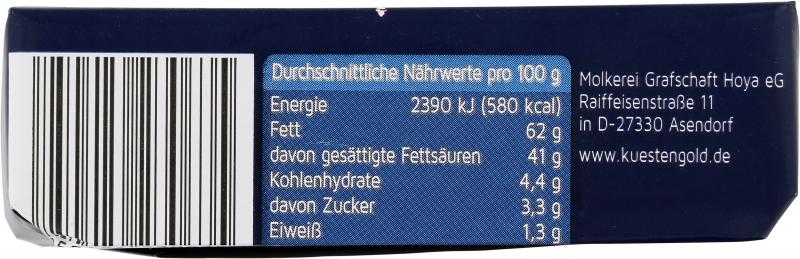 Durchschnittliche Nährwerte pro 100 g
Energie 2390 kJ (580 kcal)
Fett 62 g
davon gesättigte Fettsäuren 41 g
Kohlenhydrate 4,4 g
davon Zucker 3,3 g
Eiweiß 1,3 g
Molkerei Grafschaft Hoya eG
Raiffeisenstraße 11
in D-27330 Asendorf
www.kuestengold.de